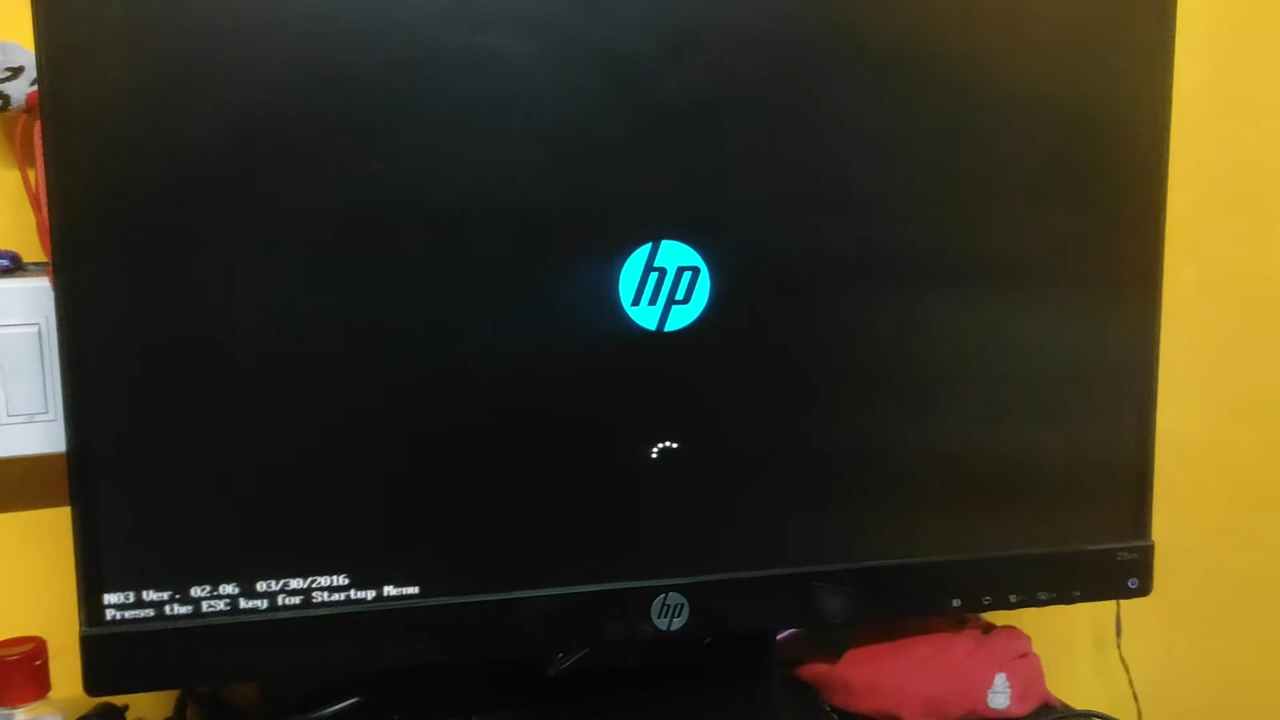 hp
N03 Ver. 02.06 03/30/2016
Press the ESC key for Startup Menu
hp